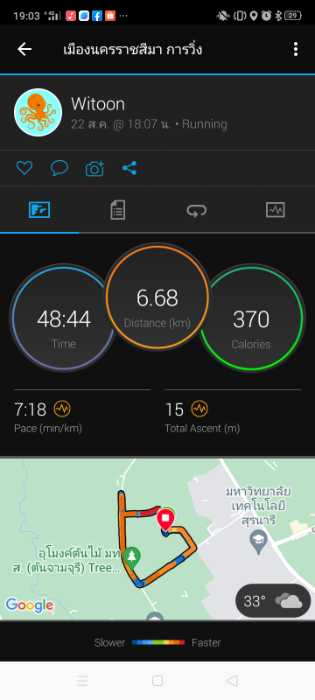 19:03
29
เมืองนครราชสีมา การวิ่ง
Witoon
22 ส.ค. @ 18:07 น. • Running
48:44
Time
6.68
Distance (km)
370
Calories
7:18
Pace (min/km)
15
Total Ascent (m)
มหาวิทยาลัย
เทคโนโลยี
สุรนารี
อุโมงค์ต้นไม้ มท
ส. (ต้นจามจุรี) Tree...
Google
33°
Slower
Faster